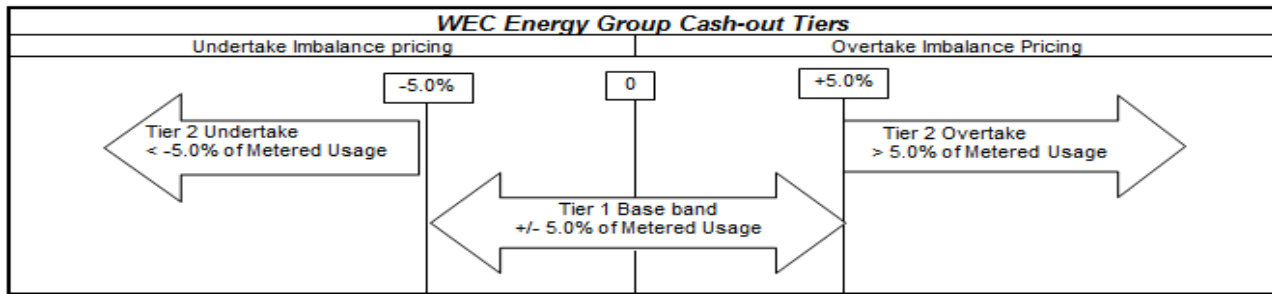 WEC Energy Group Cash-out Tiers
Undertake Imbalance pricing
Overtake Imbalance Pricing
-5.0%
0
+5.0%
Tier 2 Undertake
< -5.0% of Metered Usage
Tier 2 Overtake
> 5.0% of Metered Usage
Tier 1 Base band
+/- 5.0% of Metered Usage